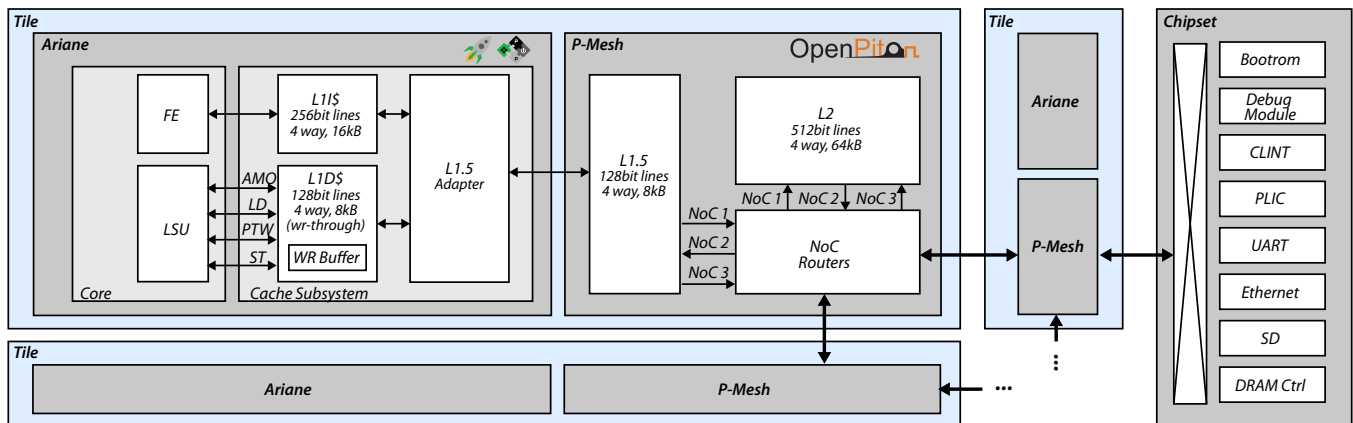 Tile
Ariane
FE
LSU
Core
AMO
LD
PTW
ST
L1I$
256bit lines
4 way, 16kB
L1D$
128bit lines
4 way, 8kB
(wr-through)
WR Buffer
Cache Subsystem
L1.5
Adapter
P-Mesh
OpenPiton
L1.5
128bit lines
4 way, 8kB
L2
512bit lines
4 way, 64kB
NoC 1
NoC 2
NoC 3
NoC 1
NoC 2
NoC 3
NoC
Routers
Tile
Ariane
P-Mesh
...
Chipset
Bootrom
Debug
Module
CLINT
PLIC
UART
Ethernet
SD
DRAM Ctrl
Tile
Ariane
P-Mesh
...